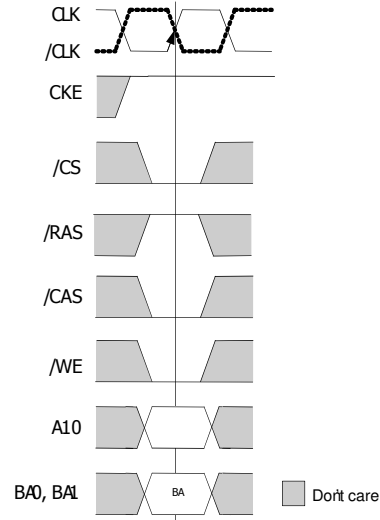 CLK
/CLK
CKE
/CS
/RAS
/CAS
/WE
A10
BA0, BA1
BA
Don't care